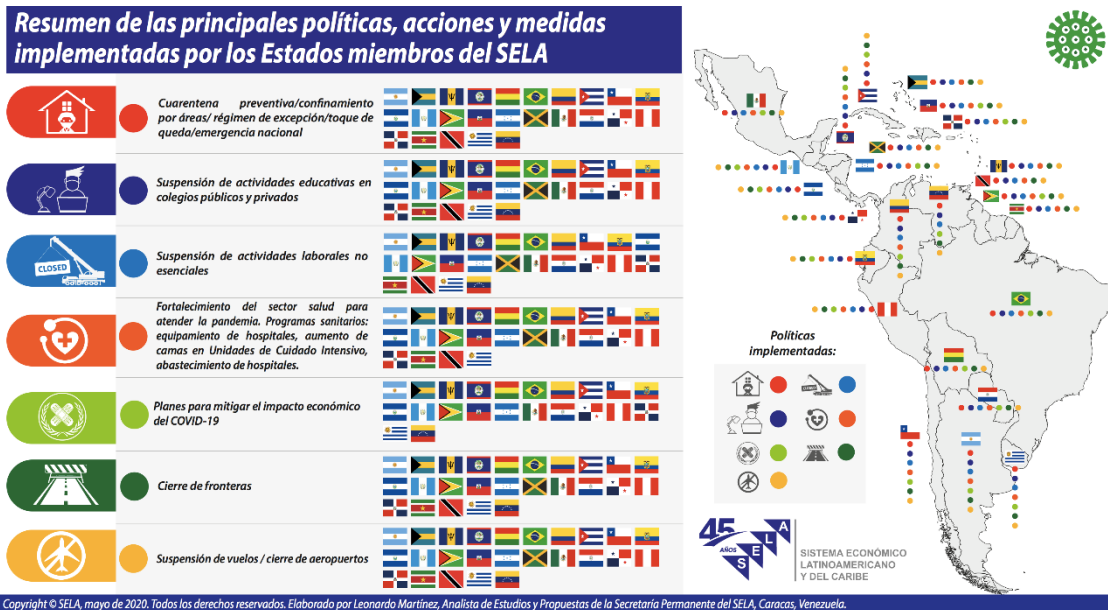 Resumen de las principales políticas, acciones y medidas
implementadas por los Estados miembros del SELA
Cuarentena preventiva/confinamiento
por áreas/ régimen de excepción/toque de
queda/emergencia nacional
Suspensión de actividades educativas en
colegios públicos y privados
CLOSED
Suspensión de actividades laborales no
esenciales
Fortalecimiento del sector salud para
atender la pandemia. Programas sanitarios:
equipamiento de hospitales, aumento de
camas en Unidades de Cuidado Intensivo,
abastecimiento de hospitales.
Planes para mitigar el impacto económico
del COVID-19
Cierre de fronteras
Suspensión de vuelos / cierre de aeropuertos
Políticas
implementadas:
45
AÑOS
SELA
SISTEMA ECONÓMICO
LATINOAMERICANO
Y DEL CARIBE
Copyright © SELA, mayo de 2020. Todos los derechos reservados. Elaborado por Leonardo Martínez, Analista de Estudios y Propuestas de la Secretaría Permanente del SELA, Caracas, Venezuela.